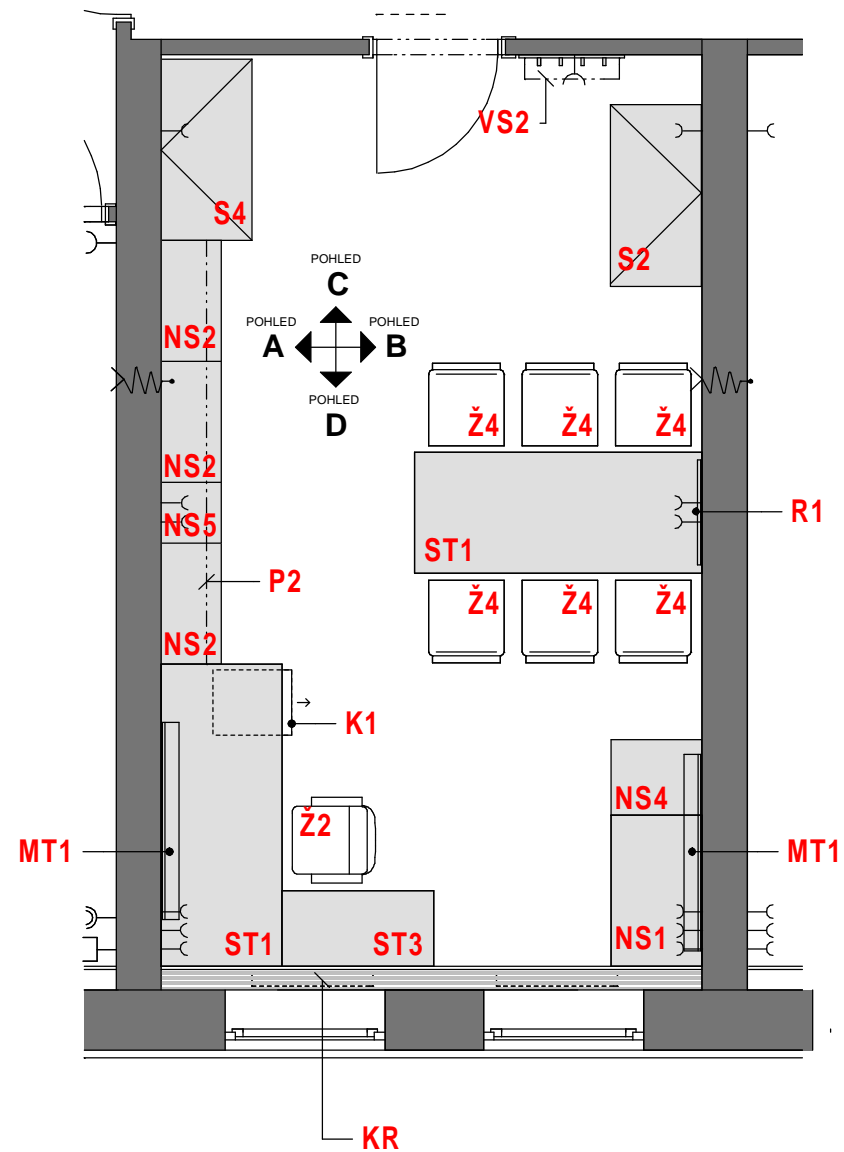 VS2
S4
S2
POHLED
C
POHLED
A
POHLED
B
POHLED
D
NS2
NS2
NS5
NS2
Ž4
Ž4
Ž4
ST1
R1
Ž4
Ž4
Ž4
P2
K1
NS4
Ž2
MT1
MT1
ST1
ST3
NS1
KR